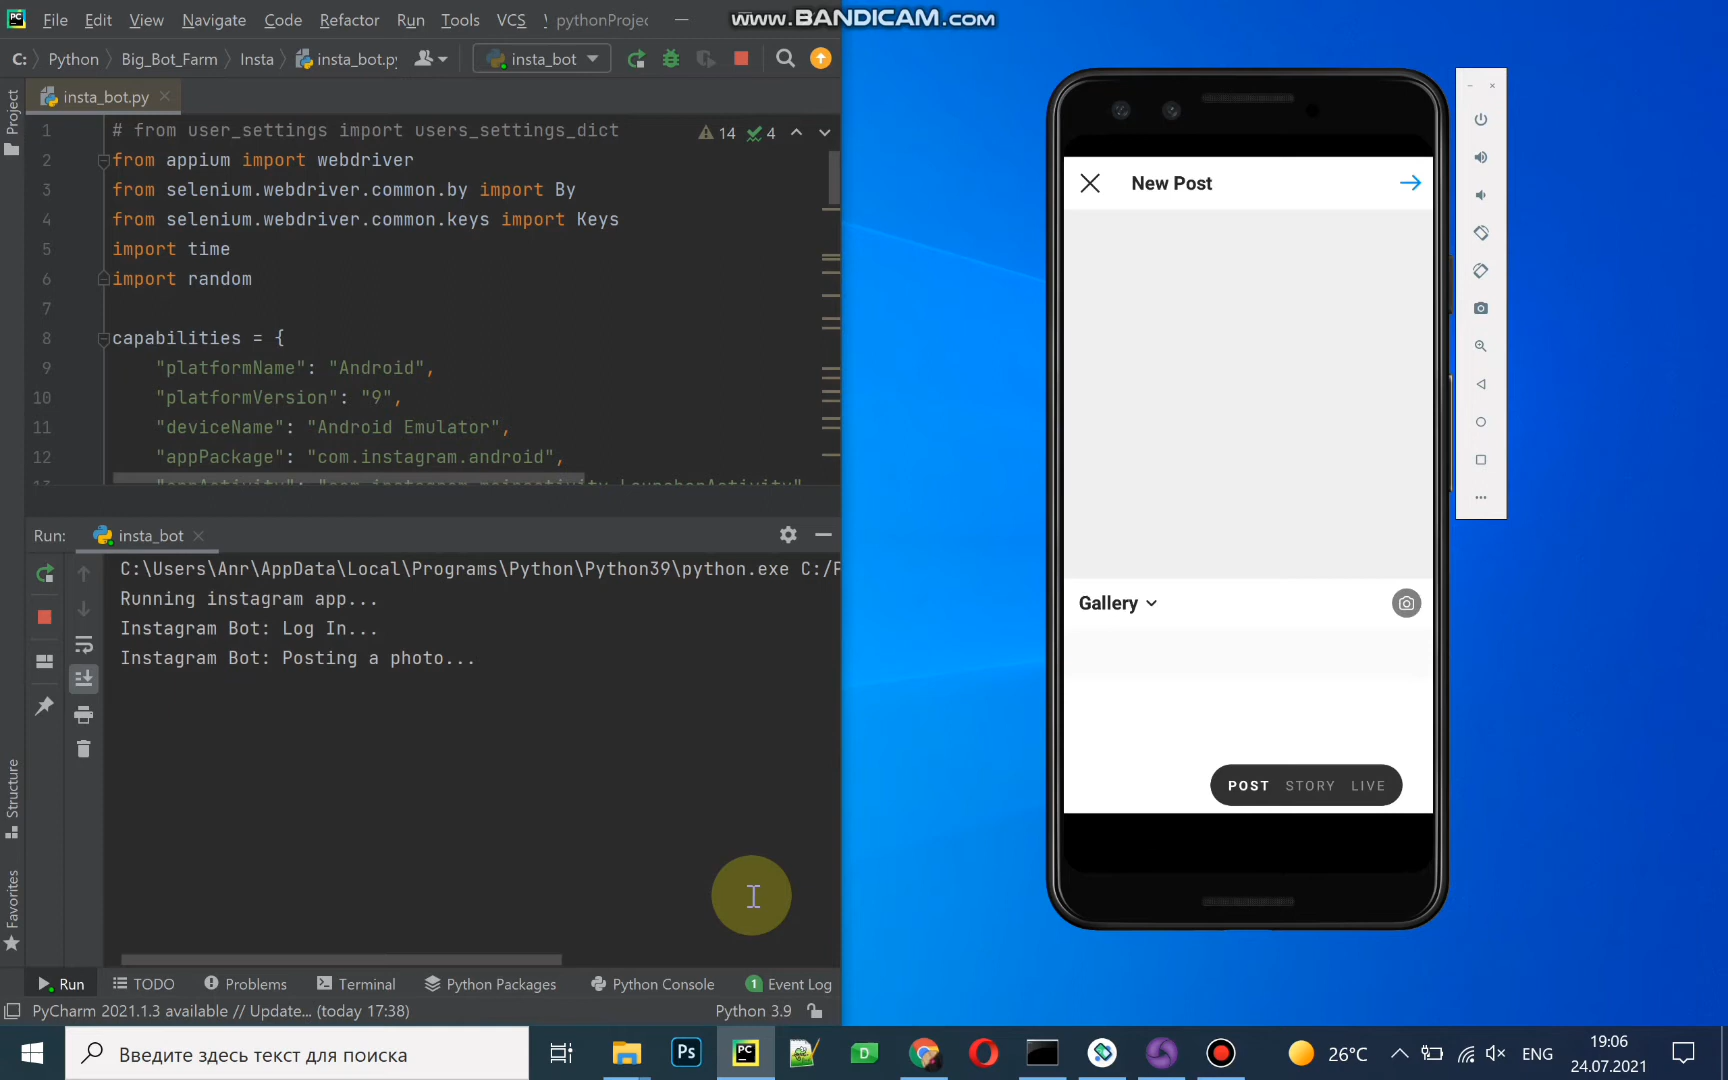 PC File Edit View Navigate Code Refactor Run Tools VCS pythonProjec
www.BANDICAM.com
C: Python Big_Bot_Farm Insta insta_bot.py insta_bot
insta_bot.py
Project
1 # from user_settings import users_settings_dict
14 4
2 from appium import webdriver
3 from selenium.webdriver.common.by import By
4 from selenium.webdriver.common.keys import Keys
5 import time
6 import random
7
8 capabilities = {
9 "platformName": "Android",
10 "platformVersion": "9",
11 "deviceName": "Android Emulator",
12 "appPackage": "com.instagram.android",
Run: insta_bot
C:\Users\Anr\AppData\Local\Programs\Python\Python39\python.exe C:/P
Running instagram app...
Instagram Bot: Log In...
Instagram Bot: Posting a photo...
Structure
Favorites
Run TODO Problems Terminal Python Packages Python Console 1 Event Log
PyCharm 2021.1.3 available // Update... (today 17:38) Python 3.9
New Post
Gallery
POST STORY LIVE
Введите здесь текст для поиска
Ps
PC
D
26°C
ENG
19:06
24.07.2021